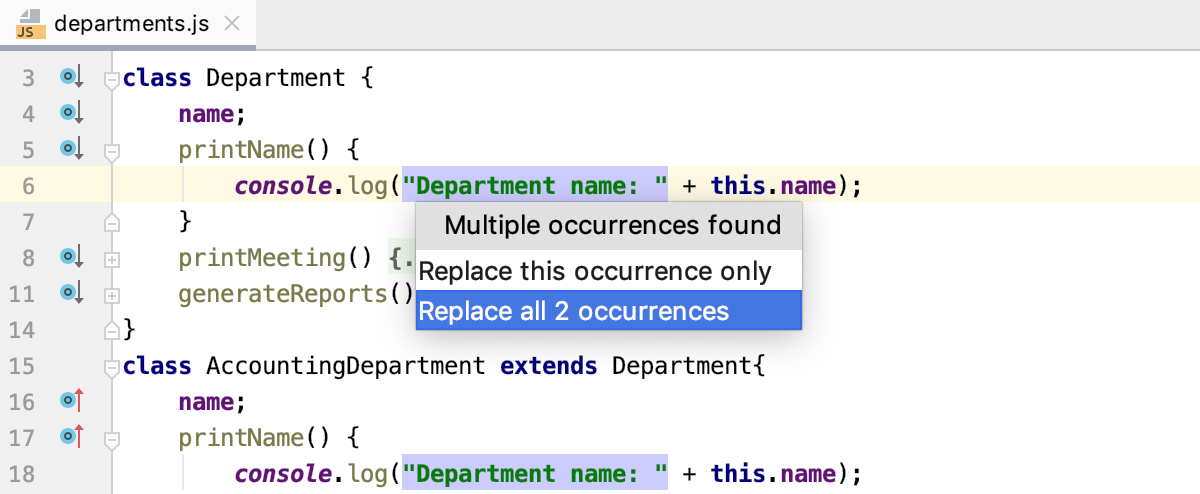 JS departments.js
3 class Department {
4 name;
5 printName() {
6 console.log("Department name: " + this.name);
Multiple occurrences found
7 }
8 printMeeting() {.
Replace this occurrence only
11 generateReports()
Replace all 2 occurrences
14 }
15 class AccountingDepartment extends Department{
16 name;
17 printName() {
18 console.log("Department name: " + this.name);